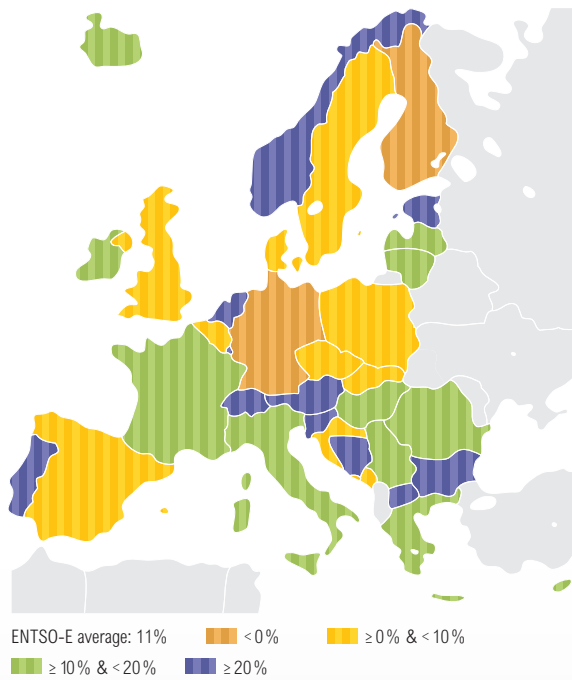 ENTSO-E average: 11% < 0% ≥ 0% & < 10%
≥ 10% & < 20% ≥ 20%